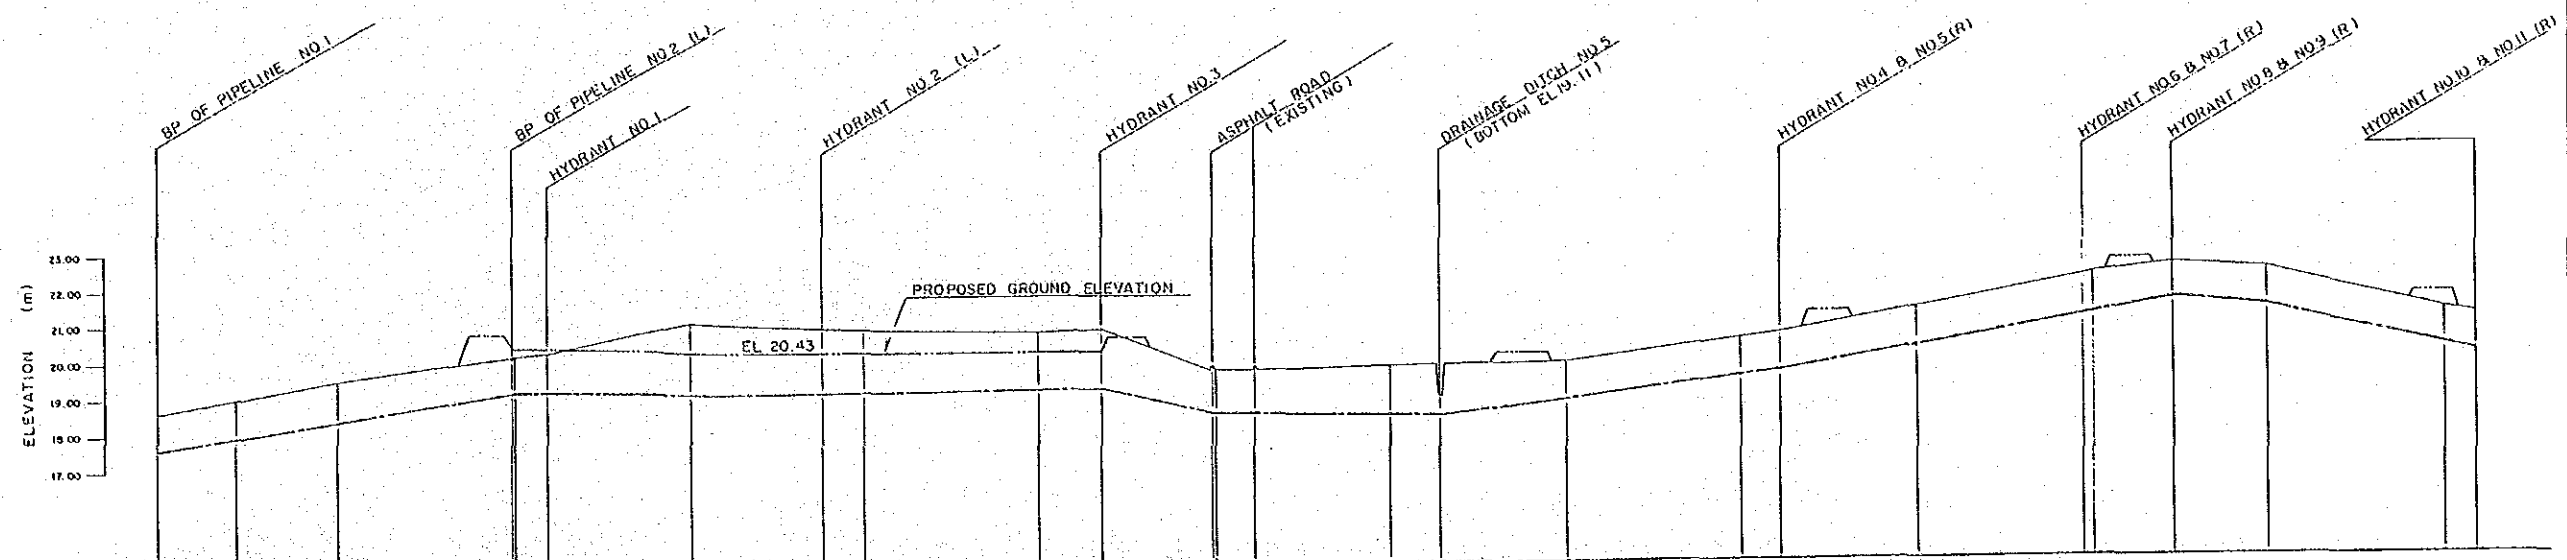 BP OF PIPELINE NO.1
BP OF PIPELINE NO.2 (L)
HYDRANT NO.1
HYDRANT NO.2 (L)
HYDRANT NO.3
ASPHALT ROAD
(EXISTING)
DRAINAGE DITCH NO.5
(BOTTOM EL.19.11)
HYDRANT NO.4 & NO.5(R)
HYDRANT NO.6 & NO.7 (R)
HYDRANT NO.8 & NO.9 (R)
HYDRANT NO.10 & NO.11 (R)
ELEVATION (m)
23.00
22.00
21.00
20.00
19.00
18.00
17.00
PROPOSED GROUND ELEVATION
EL 20.43